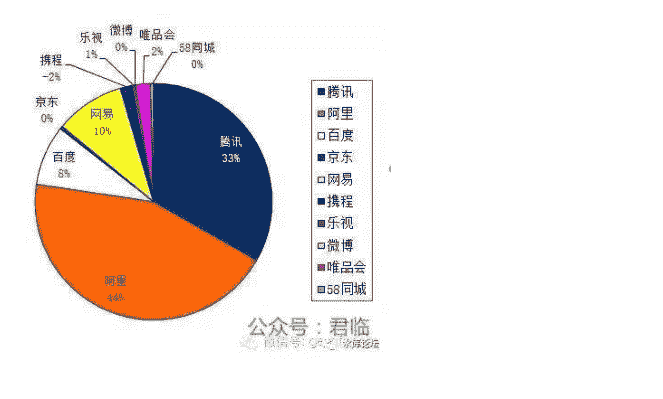 微博
唯品会
乐视
0%
2%
58同城
1%
0%
携程
-2%
京东
0%
网易
10%
腾讯
33%
百度
8%
阿里
44%
腾讯
阿里
百度
京东
网易
携程
乐视
微博
唯品会
58同城
公众号：君临